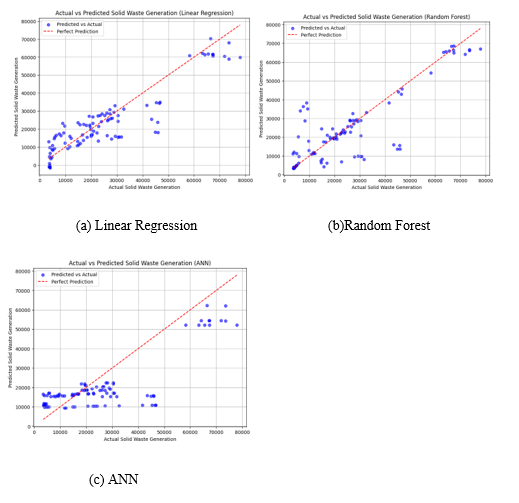 Actual vs Predicted Solid Waste Generation (Linear Regression)
Predicted vs Actual
Perfect Prediction
Predicted Solid Waste Generation
80000
70000
60000
50000
40000
30000
20000
10000
0
0 10000 20000 30000 40000 50000 60000 70000 80000
Actual Solid Waste Generation
(a) Linear Regression
Actual vs Predicted Solid Waste Generation (Random Forest)
Predicted vs Actual
Perfect Prediction
Predicted Solid Waste Generation
80000
70000
60000
50000
40000
30000
20000
10000
0
0 10000 20000 30000 40000 50000 60000 70000 80000
Actual Solid Waste Generation
(b)Random Forest
Actual vs Predicted Solid Waste Generation (ANN)
Predicted vs Actual
Perfect Prediction
Predicted Solid Waste Generation
80000
70000
60000
50000
40000
30000
20000
10000
0
0 10000 20000 30000 40000 50000 60000 70000 80000
Actual Solid Waste Generation
(c) ANN